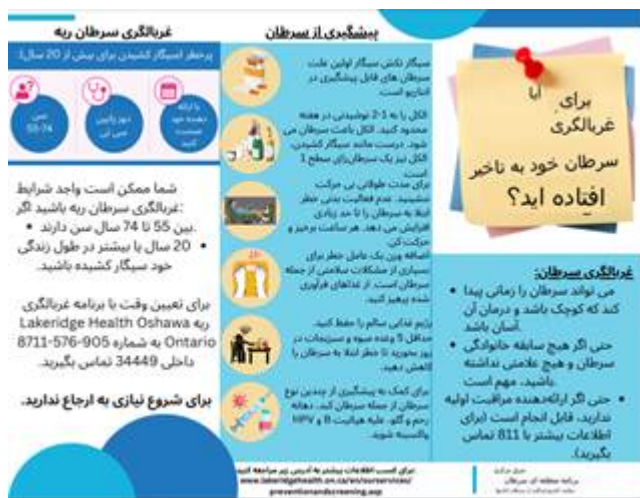 برای آیا
غربالگری
سرطان خود به تاخیر
افتاده اید؟
غربالگری سرطان:
می تواند سرطان را زمانی پیدا
کند که کوچک باشد و درمان آن
آسان باشد
حتی اگر هیچ سابقه خانوادگی
سرطان و هیچ علامتی نداشته
باشید، مهم است
حتی اگر ارائه‌دهنده مراقبت اولیه
ندارید، قابل انجام است (برای
اطلاعات بیشتر با 811 تماس
بگیرید).
پیشگیری از سرطان
سیگار نکش سیگار اولین علت
سرطان های قابل پیشگیری در
انتاریو است.
الکل را به 1-2 نوشیدنی در هفته
محدود کنید. الکل باعث سرطان می
شود. درست مانند سیگار کشیدن،
الکل نیز یک سرطان‌زای سطح 1
است.
برای مدت طولانی بی حرکت
ننشینید. عدم فعالیت بدنی خطر
ابتلا به سرطان را تا حد زیادی
افزایش می دهد. هر ساعت برخیز و
حرکت کن.
اضافه وزن یک عامل خطر برای
بسیاری از مشکلات سلامتی از جمله
سرطان است. از غذاهای فرآوری
شده پرهیز کنید.
رژیم غذایی سالم را حفظ کنید.
حداقل 5 وعده میوه و سبزیجات در
روز بخورید تا خطر ابتلا به سرطان را
کاهش دهید.
برای کمک به پیشگیری از چندین نوع
سرطان از جمله سرطان کبد، دهانه
رحم و گلو، علیه هپاتیت B و HPV
واکسینه شوید.
برای کسب اطلاعات بیشتر به آدرس زیر مراجعه کنید
www.lakeridgehealth.on.ca/en/ourservices/
preventionandscreening.asp
غربالگری سرطان ریه
پرخطر (سیگار کشیدن برای بیش از 20 سال):
با ارائه
دهنده خود
صحبت
کنید
دوز پائین
سی تی
سن
55-74
شما ممکن است واجد شرایط
غربالگری سرطان ریه باشید اگر:
بین 55 تا 74 سال سن دارند.
20 سال یا بیشتر در طول زندگی
خود سیگار کشیده باشید.
برای تعیین وقت با برنامه غربالگری
ریه Lakeridge Health Oshawa
Ontario به شماره 905-576-8711
داخلی 34449 تماس بگیرید.
برای شروع نیازی به ارجاع ندارید.